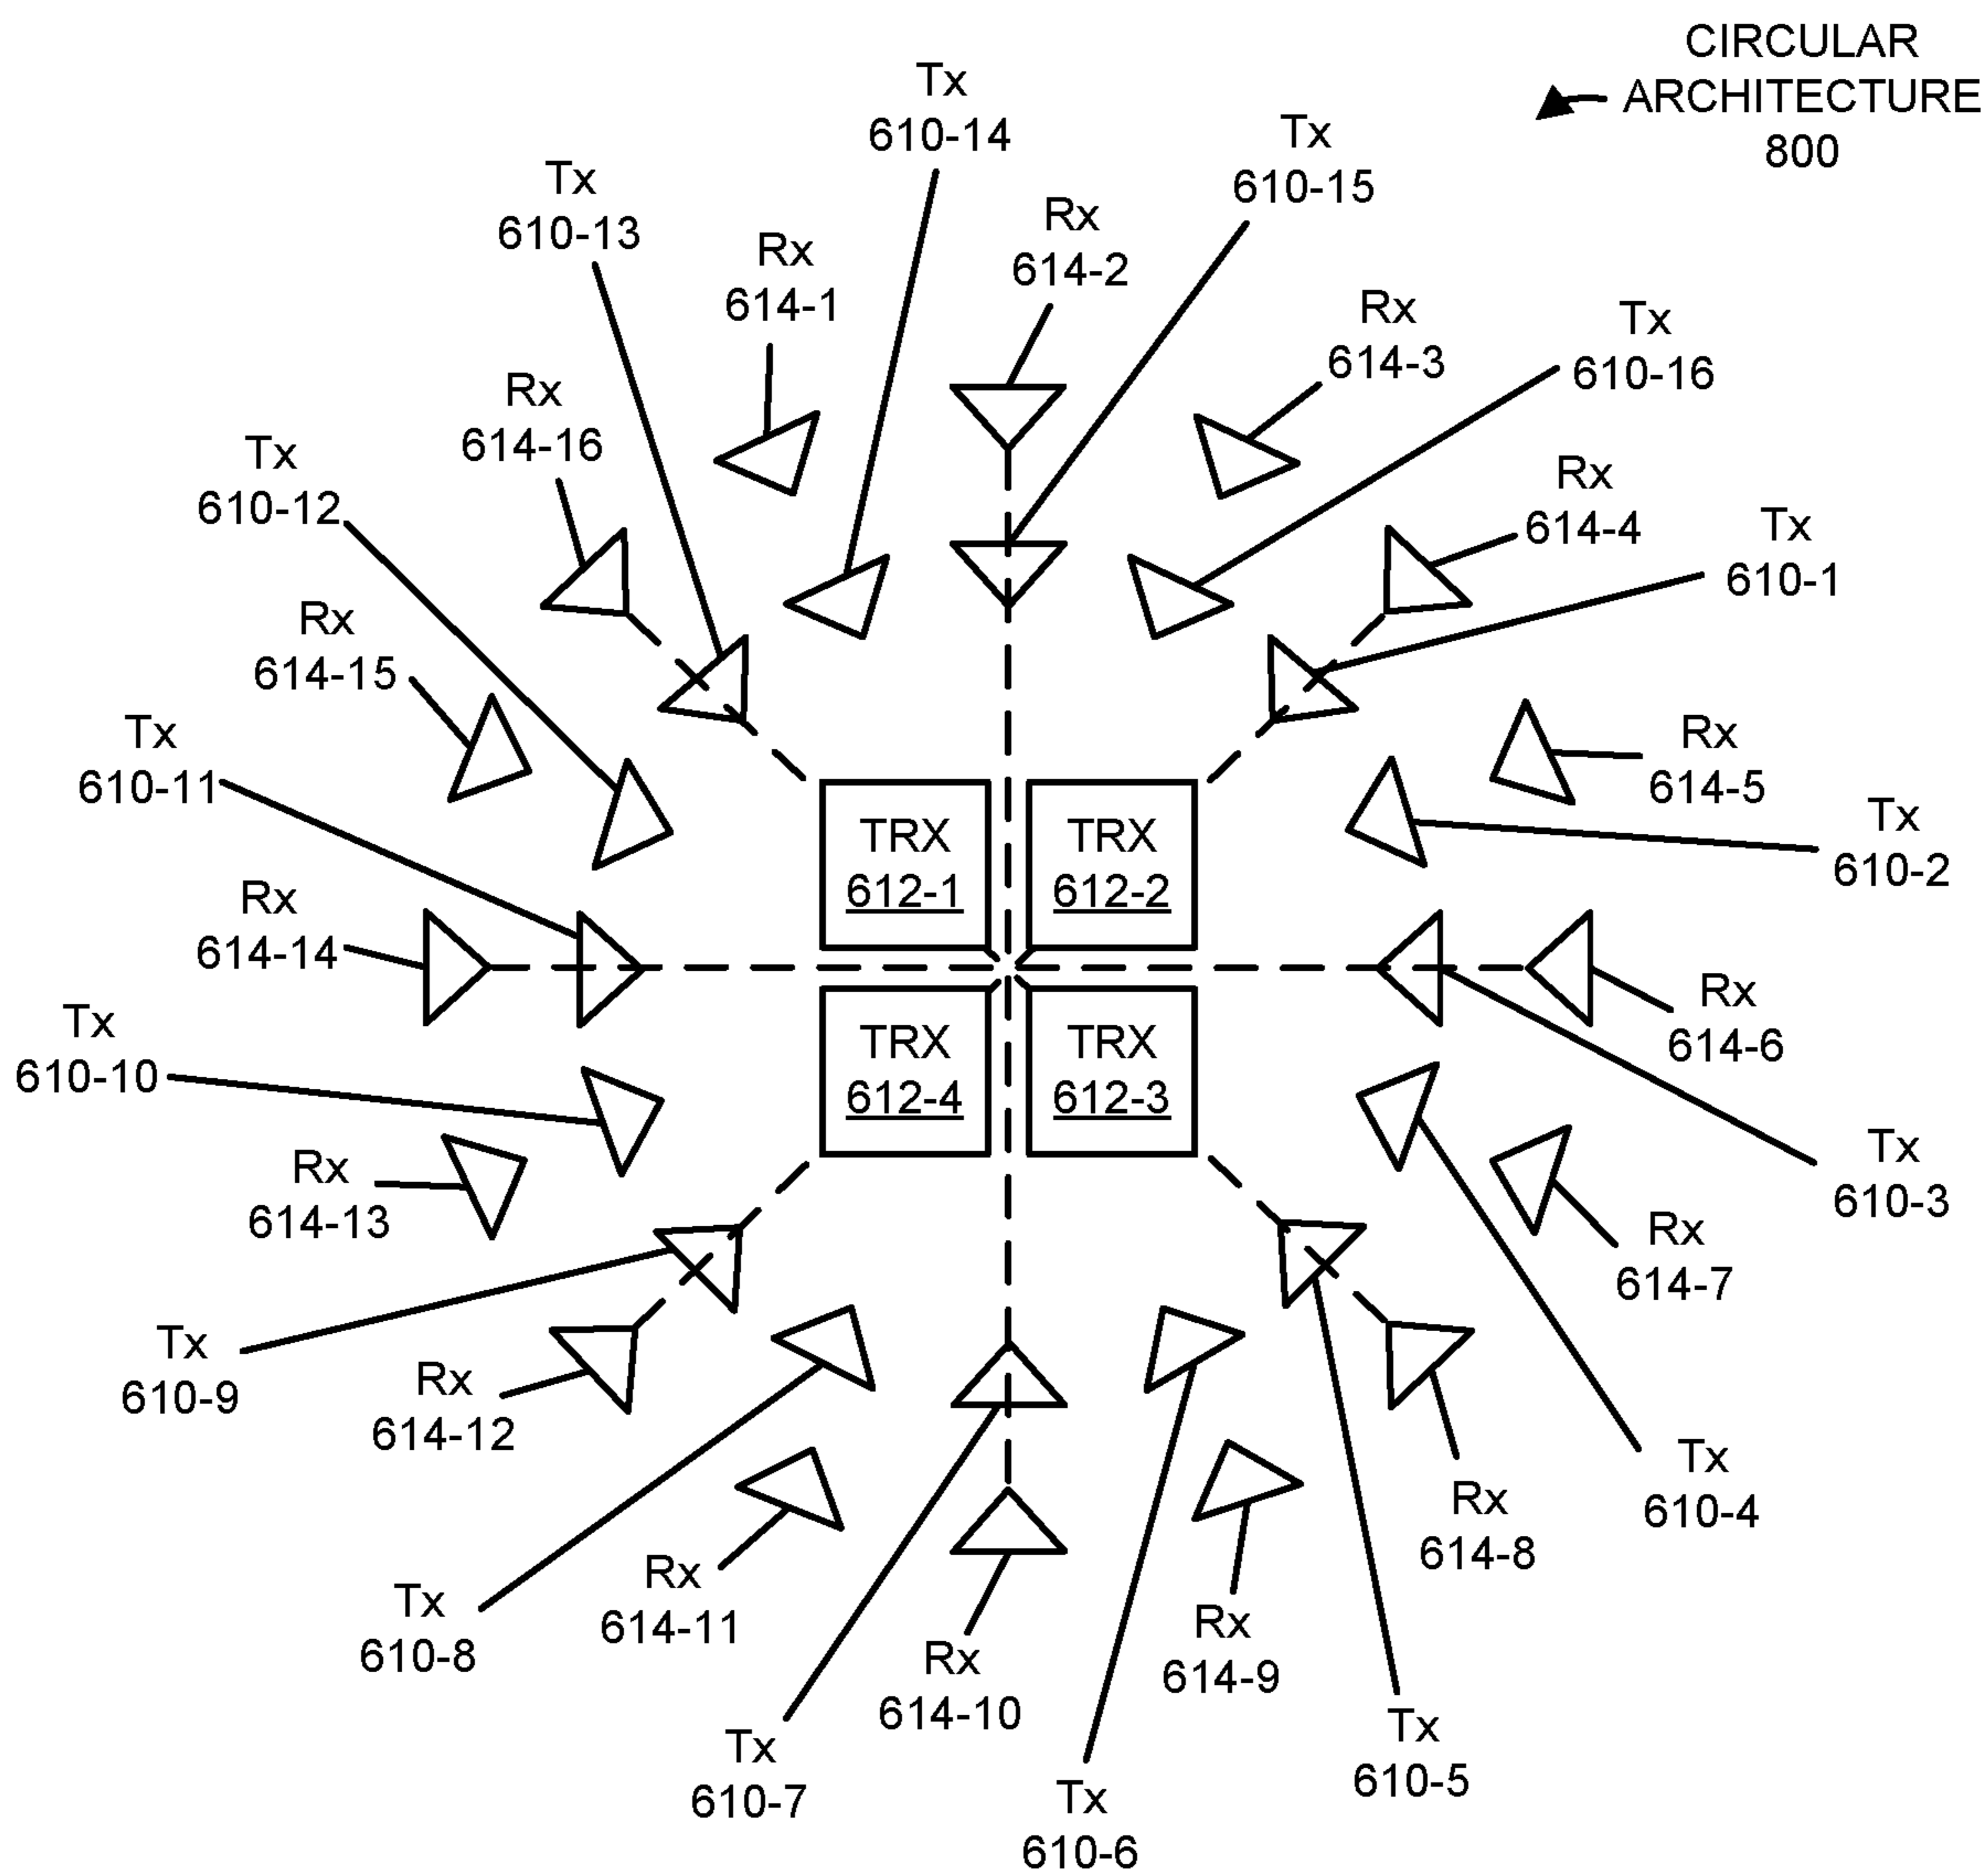 CIRCULAR
ARCHITECTURE
800
Tx
610-14
Tx
610-15
Tx
610-13
Rx
614-2
Rx
614-1
Rx
614-3
Tx
610-16
Rx
614-16
Tx
610-12
Rx
614-4
Tx
610-1
Rx
614-15
Tx
610-11
Rx
614-5
Tx
610-2
TRX
612-1
TRX
612-2
Rx
614-14
Rx
614-6
Tx
610-10
TRX
612-4
TRX
612-3
Rx
614-13
Tx
610-3
Rx
614-7
Tx
610-9
Rx
614-12
Tx
610-4
Rx
614-8
Rx
614-11
Tx
610-8
Rx
614-9
Rx
614-10
Tx
610-5
Tx
610-7
Tx
610-6